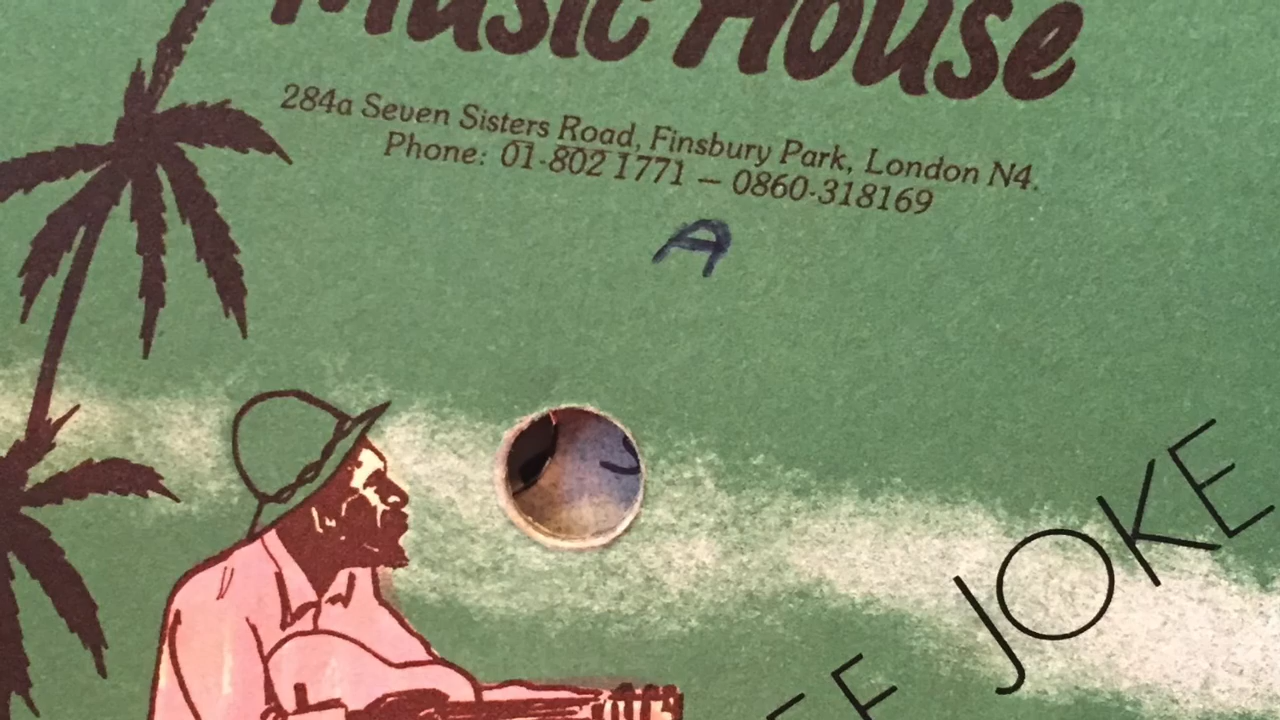 Music House
284a Seven Sisters Road, Finsbury Park, London N4.
Phone: 01-802 1771 – 0860-318169
A
JOKE